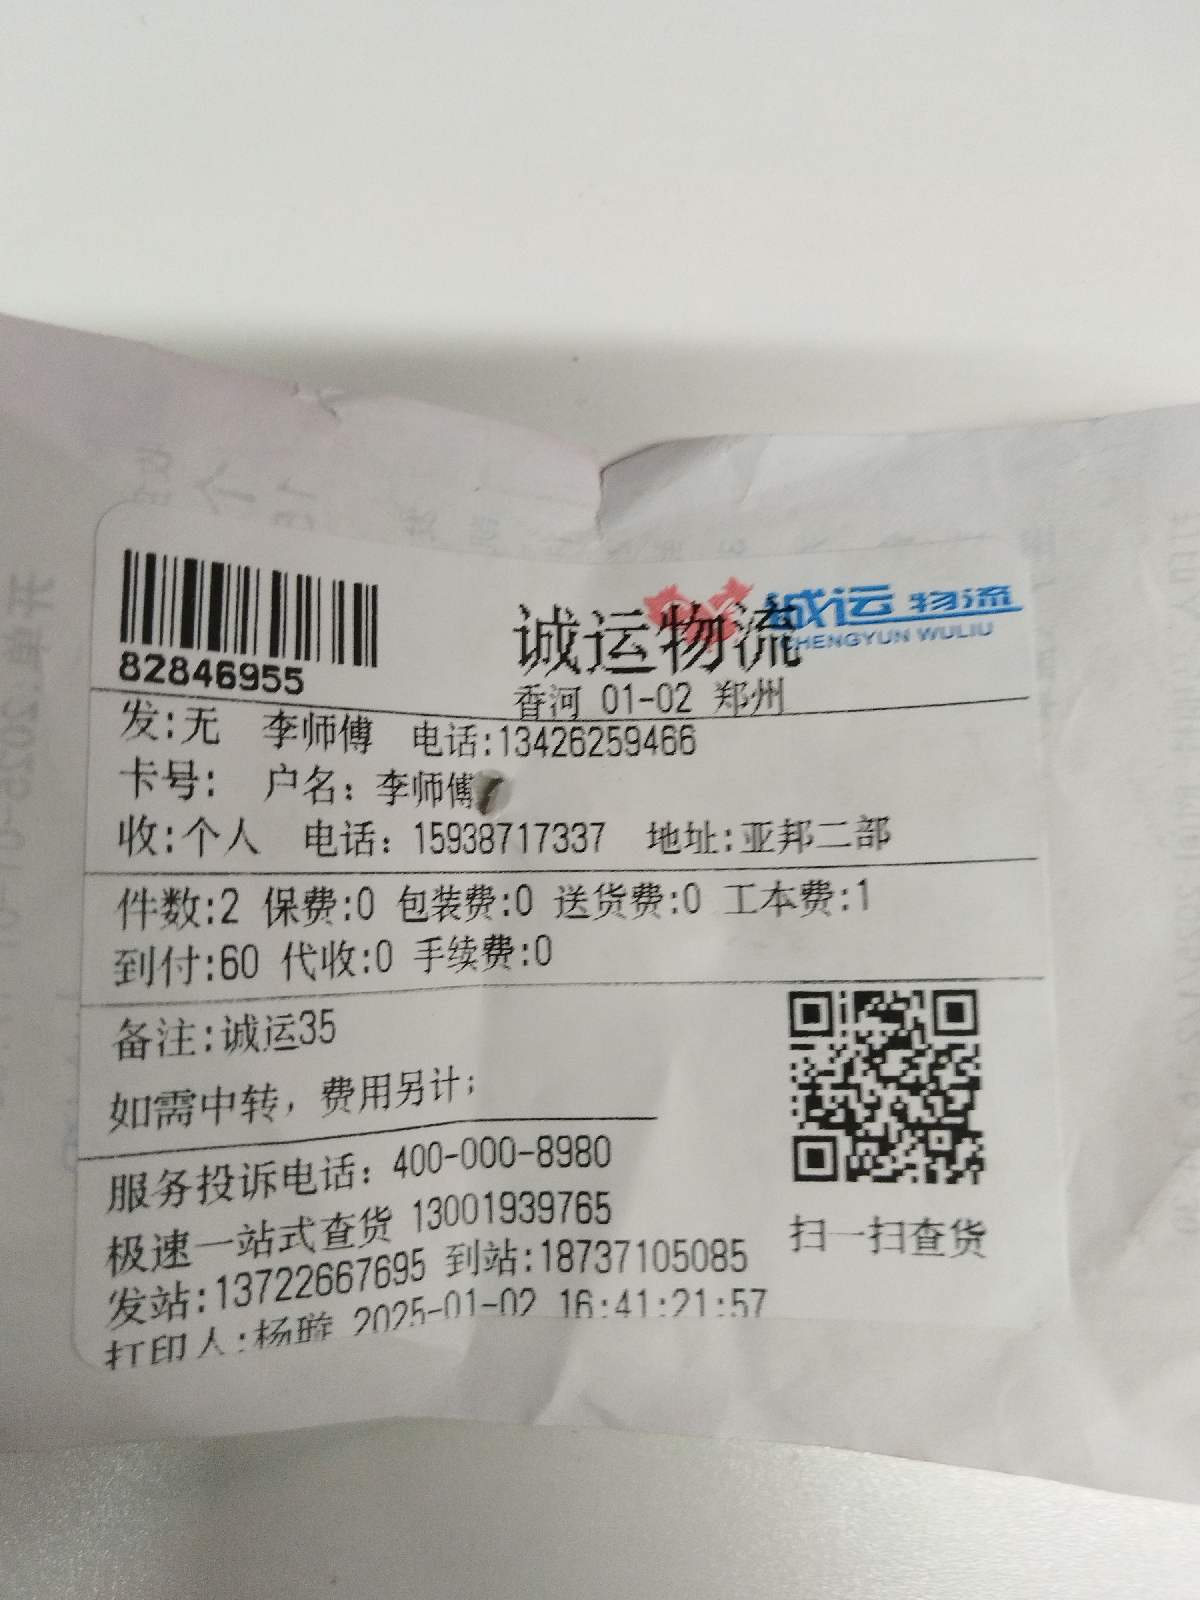 82846955
诚运物流
诚运物流
CHENGYUN WULIU
香河 01-02 郑州
发:无 李师傅 电话:13426259466
卡号: 户名: 李师傅
收:个人 电话: 15938717337 地址:亚邦二部
件数:2 保费:0 包装费:0 送货费:0 工本费:1
到付:60 代收:0 手续费:0
备注:诚运35
如需中转, 费用另计;
服务投诉电话: 400-000-8980
极速一站式查货 13001939765
发站:13722667695 到站:18737105085
打印人:杨璇 2025-01-02 16:41:21:57
扫一扫查货